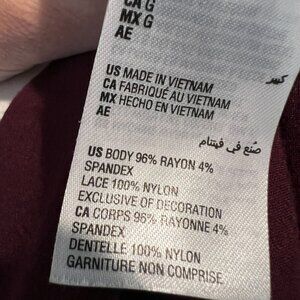 CA G
MX G
AE
كبير
US MADE IN VIETNAM
CA FABRIQUÉ AU VIETNAM
MX HECHO EN VIETNAM
AE
صنع في فيتنام
US BODY 96% RAYON 4%
SPANDEX
LACE 100% NYLON
EXCLUSIVE OF DECORATION
CA CORPS 96% RAYONNE 4%
SPANDEX
DENTELLE 100% NYLON
GARNITURE NON COMPRISE